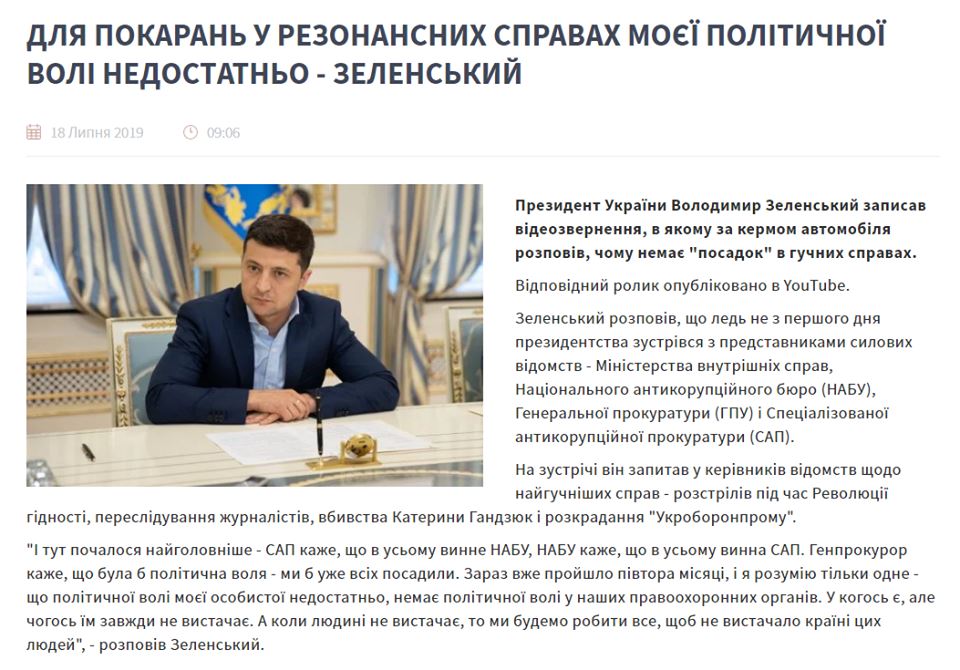 ДЛЯ ПОКАРАНЬ У РЕЗОНАНСНИХ СПРАВАХ МОЄЇ ПОЛІТИЧНОЇ
ВОЛІ НЕДОСТАТНЬО - ЗЕЛЕНСЬКИЙ
18 Липня 2019 09:06
Президент України Володимир Зеленський записав
відеозвернення, в якому за кермом автомобіля
розповів, чому немає "посадок" в гучних справах.
Відповідний ролик опубліковано в YouTube.
Зеленський розповів, що ледь не з першого дня
президентства зустрівся з представниками силових
відомств - Міністерства внутрішніх справ,
Національного антикорупційного бюро (НАБУ),
Генеральної прокуратури (ГПУ) і Спеціалізованої
антикорупційної прокуратури (САП).
На зустрічі він запитав у керівників відомств щодо
найгучніших справ - розстрілів під час Революції
гідності, переслідування журналістів, вбивства Катерини Гандзюк і розкрадання "Укроборонпрому".
"І тут почалося найголовніше - САП каже, що в усьому винне НАБУ, НАБУ каже, що в усьому винна САП. Генпрокурор
каже, що була б політична воля - ми б уже всіх посадили. Зараз вже пройшло півтора місяці, і я розумію тільки одне -
що політичної волі моєї особистої недостатньо, немає політичної волі у наших правоохоронних органів. У когось є, але
чогось їм завжди не вистачає. А коли людині не вистачає, то ми будемо робити все, щоб не вистачало країні цих
людей", - розповів Зеленський.